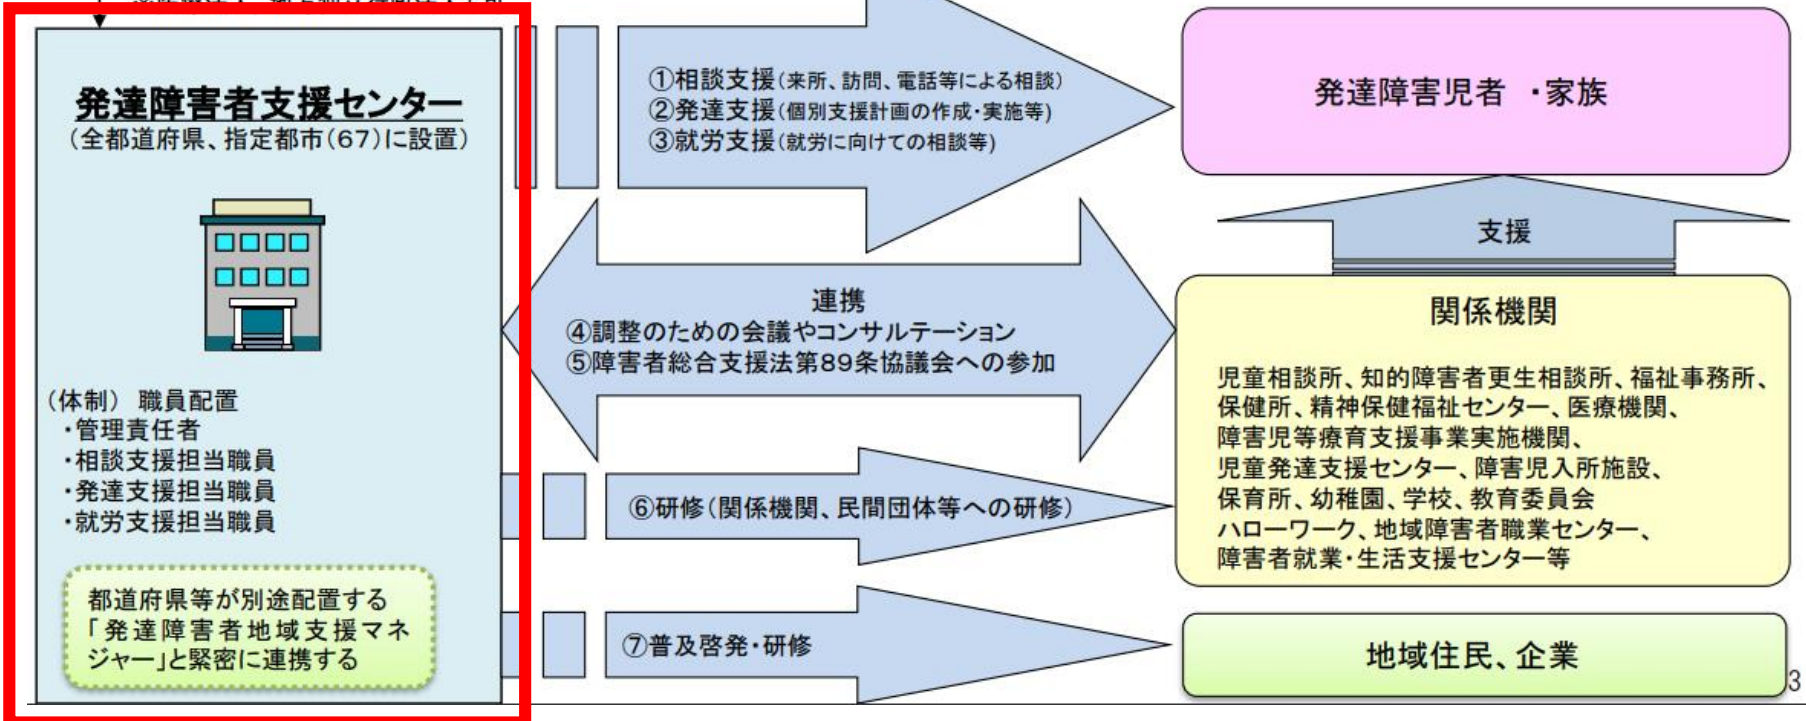 発達障害者支援センター
（全都道府県、指定都市(67)に設置）
（体制） 職員配置
・管理責任者
・相談支援担当職員
・発達支援担当職員
・就労支援担当職員
都道府県等が別途配置する
「発達障害者地域支援マネ
ジャー」と緊密に連携する
①相談支援（来所、訪問、電話等による相談）
②発達支援(個別支援計画の作成・実施等)
③就労支援(就労に向けての相談等)
発達障害児者 ・家族
支援
連携
④調整のための会議やコンサルテーション
⑤障害者総合支援法第89条協議会への参加
関係機関
児童相談所、知的障害者更生相談所、福祉事務所、
保健所、精神保健福祉センター、医療機関、
障害児等療育支援事業実施機関、
児童発達支援センター、障害児入所施設、
保育所、幼稚園、学校、教育委員会
ハローワーク、地域障害者職業センター、
障害者就業・生活支援センター等
⑥研修（関係機関、民間団体等への研修）
⑦普及啓発・研修
地域住民、企業
3